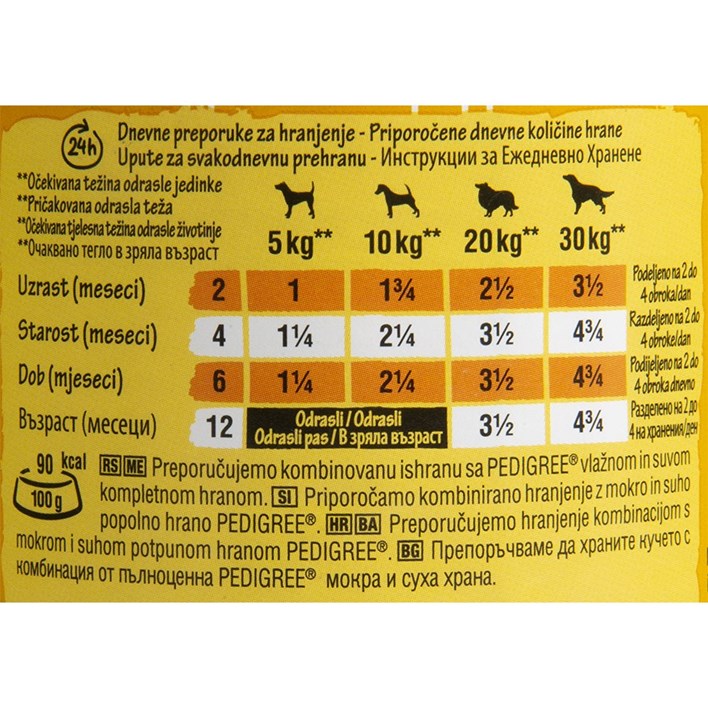 24h
Dnevne preporuke za hranjenje - Priporočene dnevne količine hrane
Upute za svakodnevnu prehranu - Инструкции за Ежедневно Хранене
**Očekivana težina odrasle jedinke
**Pričakovana odrasla teža
**Očekivana tjelesna težina odrasle životinje
**Очаквано тегло в зряла възраст
5 kg** 10 kg** 20 kg** 30 kg**
Uzrast (meseci) 2 1 1¾ 2½ 3½ Podeljeno na 2 do 4 obroka/dan
Starost (meseci) 4 1¼ 2¼ 3½ 4¾ Razdeljeno na 2 do 4 obroke/dan
Dob (mjeseci) 6 1¼ 2¼ 3½ 4¾ Podijeljeno na 2 do 4 obroka dnevno
Възраст (месеци) 12 Odrasli / Odrasli Odrasli pas / В зряла възраст 3½ 4¾ Разделено на 2 до 4 на хранения/ден
90 kcal
100 g
RS ME Preporučujemo kombinovanu ishranu sa PEDIGREE® vlažnom in suvom
kompletnom hranom. SI Priporočamo kombinirano hranjenje z mokro in suho
popolno hrano PEDIGREE®. HR BA Preporučujemo hranjenje kombinacijom s
mokrom i suhom potpunom hranom PEDIGREE®. BG Препоръчваме да храните кучето с
комбинация от пълноценна PEDIGREE® мокра и суха храна.